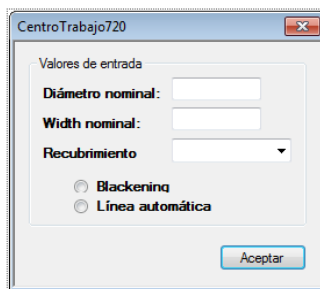 CentroTrabajo720
Valores de entrada
Diámetro nominal:
Width nominal:
Recubrimiento
Blackening
Línea automática
Aceptar